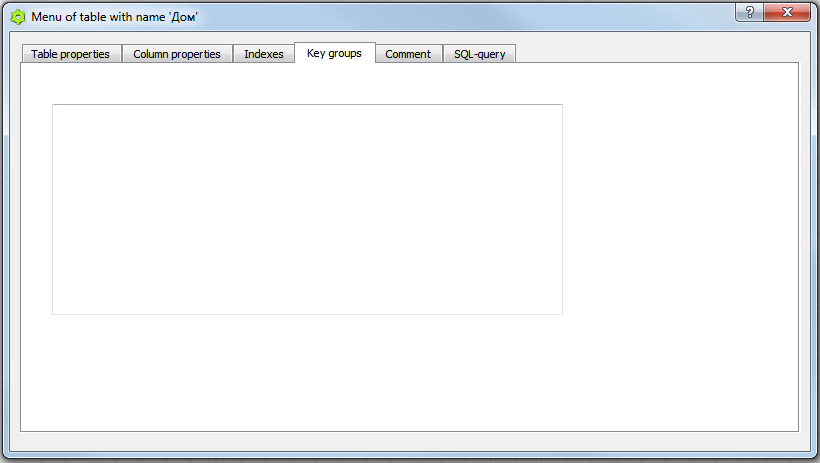 Menu of table with name 'Дом'
Table properties Column properties Indexes Key groups Comment SQL-query